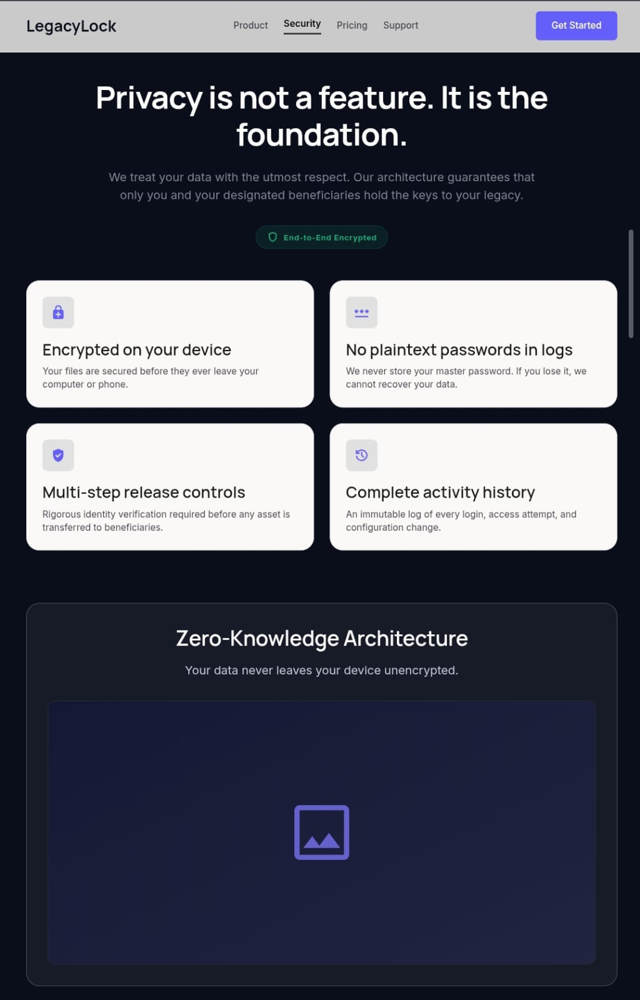 LegacyLock
Product
Security
Pricing
Support
Get Started
Privacy is not a feature. It is the
foundation.
We treat your data with the utmost respect. Our architecture guarantees that
only you and your designated beneficiaries hold the keys to your legacy.
End-to-End Encrypted
Encrypted on your device
Your files are secured before they ever leave your
computer or phone.
No plaintext passwords in logs
We never store your master password. If you lose it, we
cannot recover your data.
Multi-step release controls
Rigorous identity verification required before any asset is
transferred to beneficiaries.
Complete activity history
An immutable log of every login, access attempt, and
configuration change.
Zero-Knowledge Architecture
Your data never leaves your device unencrypted.